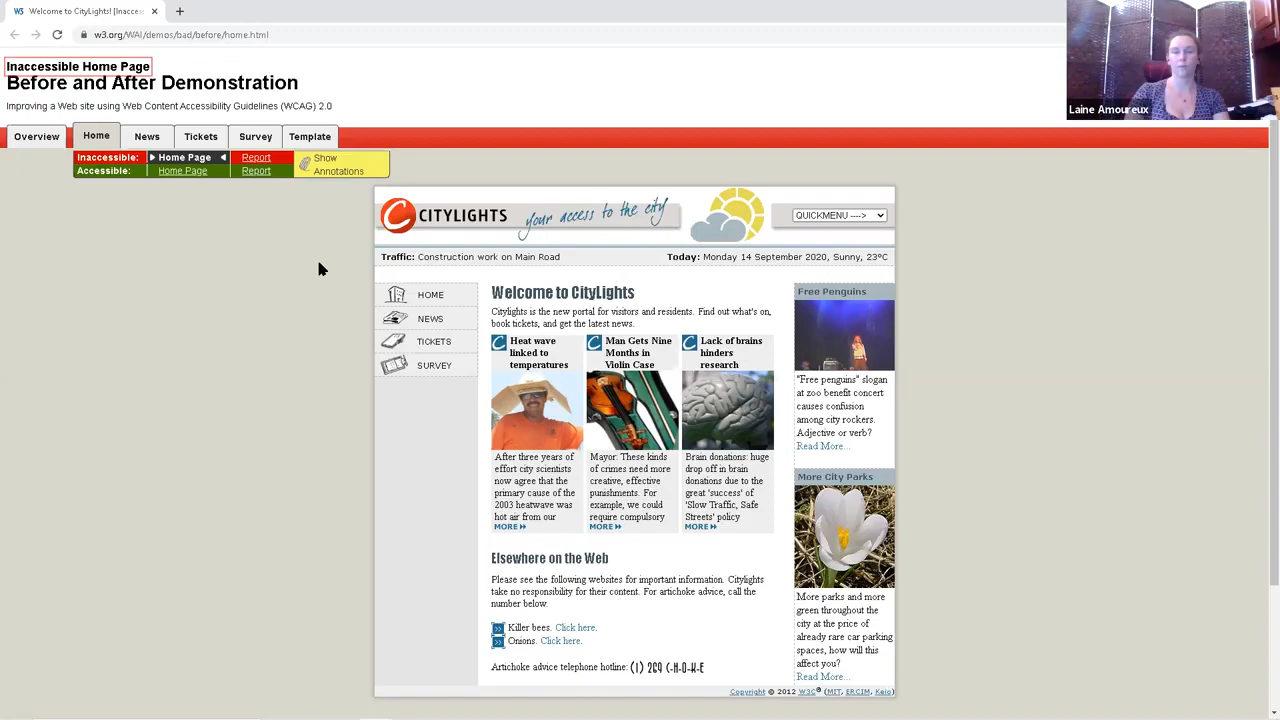 Welcome to CityLights! [Inacces
w3.org/WAI/demos/bad/before/home.html
Laine Amoureux
Inaccessible Home Page
Before and After Demonstration
Improving a Web site using Web Content Accessibility Guidelines (WCAG) 2.0
Overview Home News Tickets Survey Template
Inaccessible: Home Page Report
Accessible: Home Page Report
Show
Annotations
CITYLIGHTS your access to the city
QUICKMENU ---->
Traffic: Construction work on Main Road
Today: Monday 14 September 2020, Sunny, 23ºC
HOME
NEWS
TICKETS
SURVEY
Welcome to CityLights
Citylights is the new portal for visitors and residents. Find out what's on,
book tickets, and get the latest news.
Heat wave
linked to
temperatures
After three years of
effort city scientists
now agree that the
primary cause of the
2003 heatwave was
hot air from our
MORE
Man Gets Nine
Months in
Violin Case
Mayor: These kinds
of crimes need more
creative, effective
punishments. For
example, we could
require compulsory
MORE
Lack of brains
hinders
research
Brain donations: huge
drop off in brain
donations due to the
great 'success' of
'Slow Traffic, Safe
Streets' policy
MORE
Elsewhere on the Web
Please see the following websites for important information. Citylights
take no responsibility for their content. For artichoke advice, call the
number below.
Killer bees. Click here.
Onions. Click here.
Artichoke advice telephone hotline: (1) 269 C-H-O-K-E
Free Penguins
"Free penguins" slogan
at zoo benefit concert
causes confusion
among city rockers.
Adjective or verb?
Read More...
More City Parks
More parks and more
green throughout the
city at the price of
already rare car parking
spaces, how will this
affect you?
Read More...
Copyright © 2012 W3C® (MIT, ERCIM, Keio)